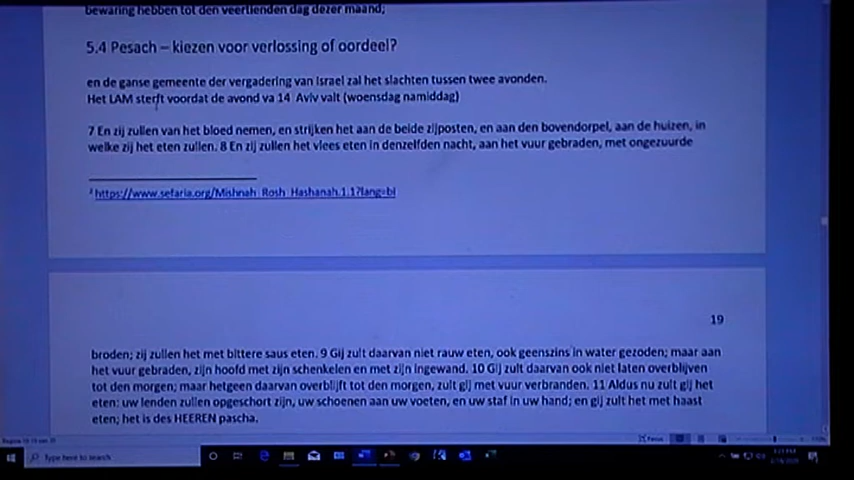 bewaring hebben tot den veertienden dag dezer maand;
5.4 Pesach – kiezen voor verlossing of oordeel?
en de ganse gemeente der vergadering van Israel zal het slachten tussen twee avonden.
Het LAM sterft voordat de avond va 14 Aviv valt (woensdag namiddag)
7 En zij zullen van het bloed nemen, en strijken het aan de beide zijposten, en aan den bovendorpel, aan de huizen, in
welke zij het eten zullen. 8 En zij zullen het vlees eten in denzelfden nacht, aan het vuur gebraden, met ongezuurde
https://www.sefaria.org/Mishnah_Rosh_Hashanah.1.1?lang=bi
19
broden; zij zullen het met bittere saus eten. 9 Gij zult daarvan niet rauw eten, ook geenszins in water gezoden; maar aan
het vuur gebraden, zijn hoofd met zijn schenkelen en met zijn ingewand. 10 Gij zult daarvan ook niet laten overblijven
tot den morgen; maar hetgeen daarvan overblijft tot den morgen, zult gij met vuur verbranden. 11 Aldus nu zult gij het
eten: uw lenden zullen opgeschort zijn, uw schoenen aan uw voeten, en uw staf in uw hand; en gij zult het met haast
eten; het is des HEEREN pascha.
Focus
Type here to search